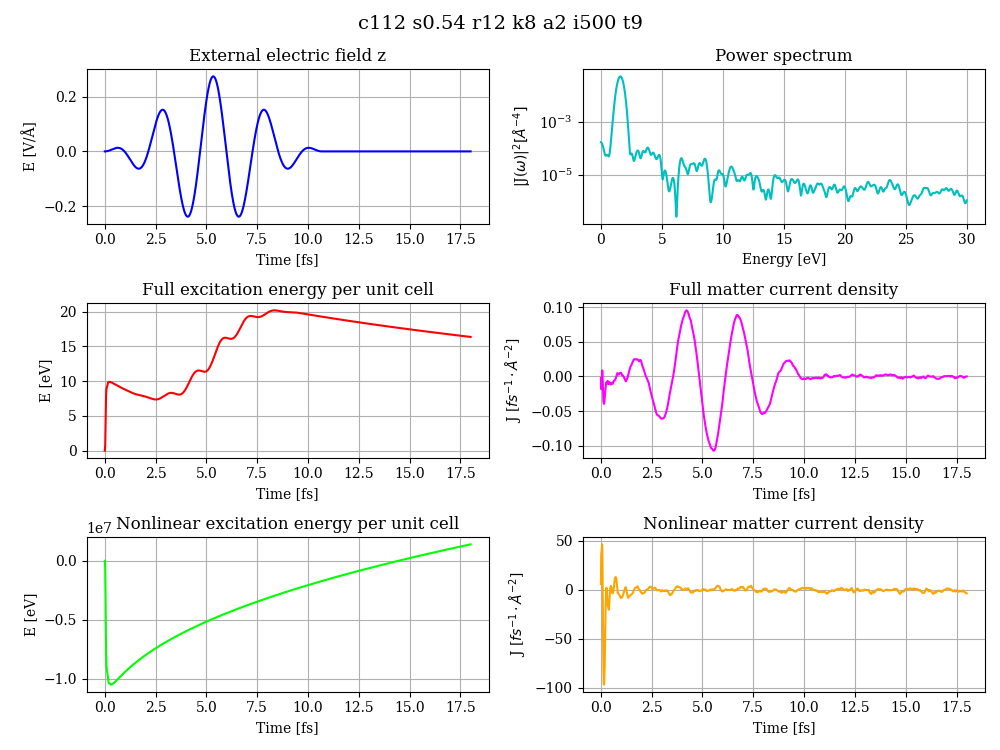 c112 s0.54 r12 k8 a2 i500 t9
External electric field z
E [V/Å]
0.2
0.0
−0.2
0.0 2.5 5.0 7.5 10.0 12.5 15.0 17.5
Time [fs]
Power spectrum
|J(ω)|²[Å⁻⁴]
10⁻³
10⁻⁵
0 5 10 15 20 25 30
Energy [eV]
Full excitation energy per unit cell
E [eV]
20
15
10
5
0
0.0 2.5 5.0 7.5 10.0 12.5 15.0 17.5
Time [fs]
Full matter current density
J [fs⁻¹ · Å⁻²]
0.10
0.05
0.00
−0.05
−0.10
0.0 2.5 5.0 7.5 10.0 12.5 15.0 17.5
Time [fs]
1e7 Nonlinear excitation energy per unit cell
E [eV]
0.0
−0.5
−1.0
0.0 2.5 5.0 7.5 10.0 12.5 15.0 17.5
Time [fs]
Nonlinear matter current density
J [fs⁻¹ · Å⁻²]
50
0
−50
−100
0.0 2.5 5.0 7.5 10.0 12.5 15.0 17.5
Time [fs]